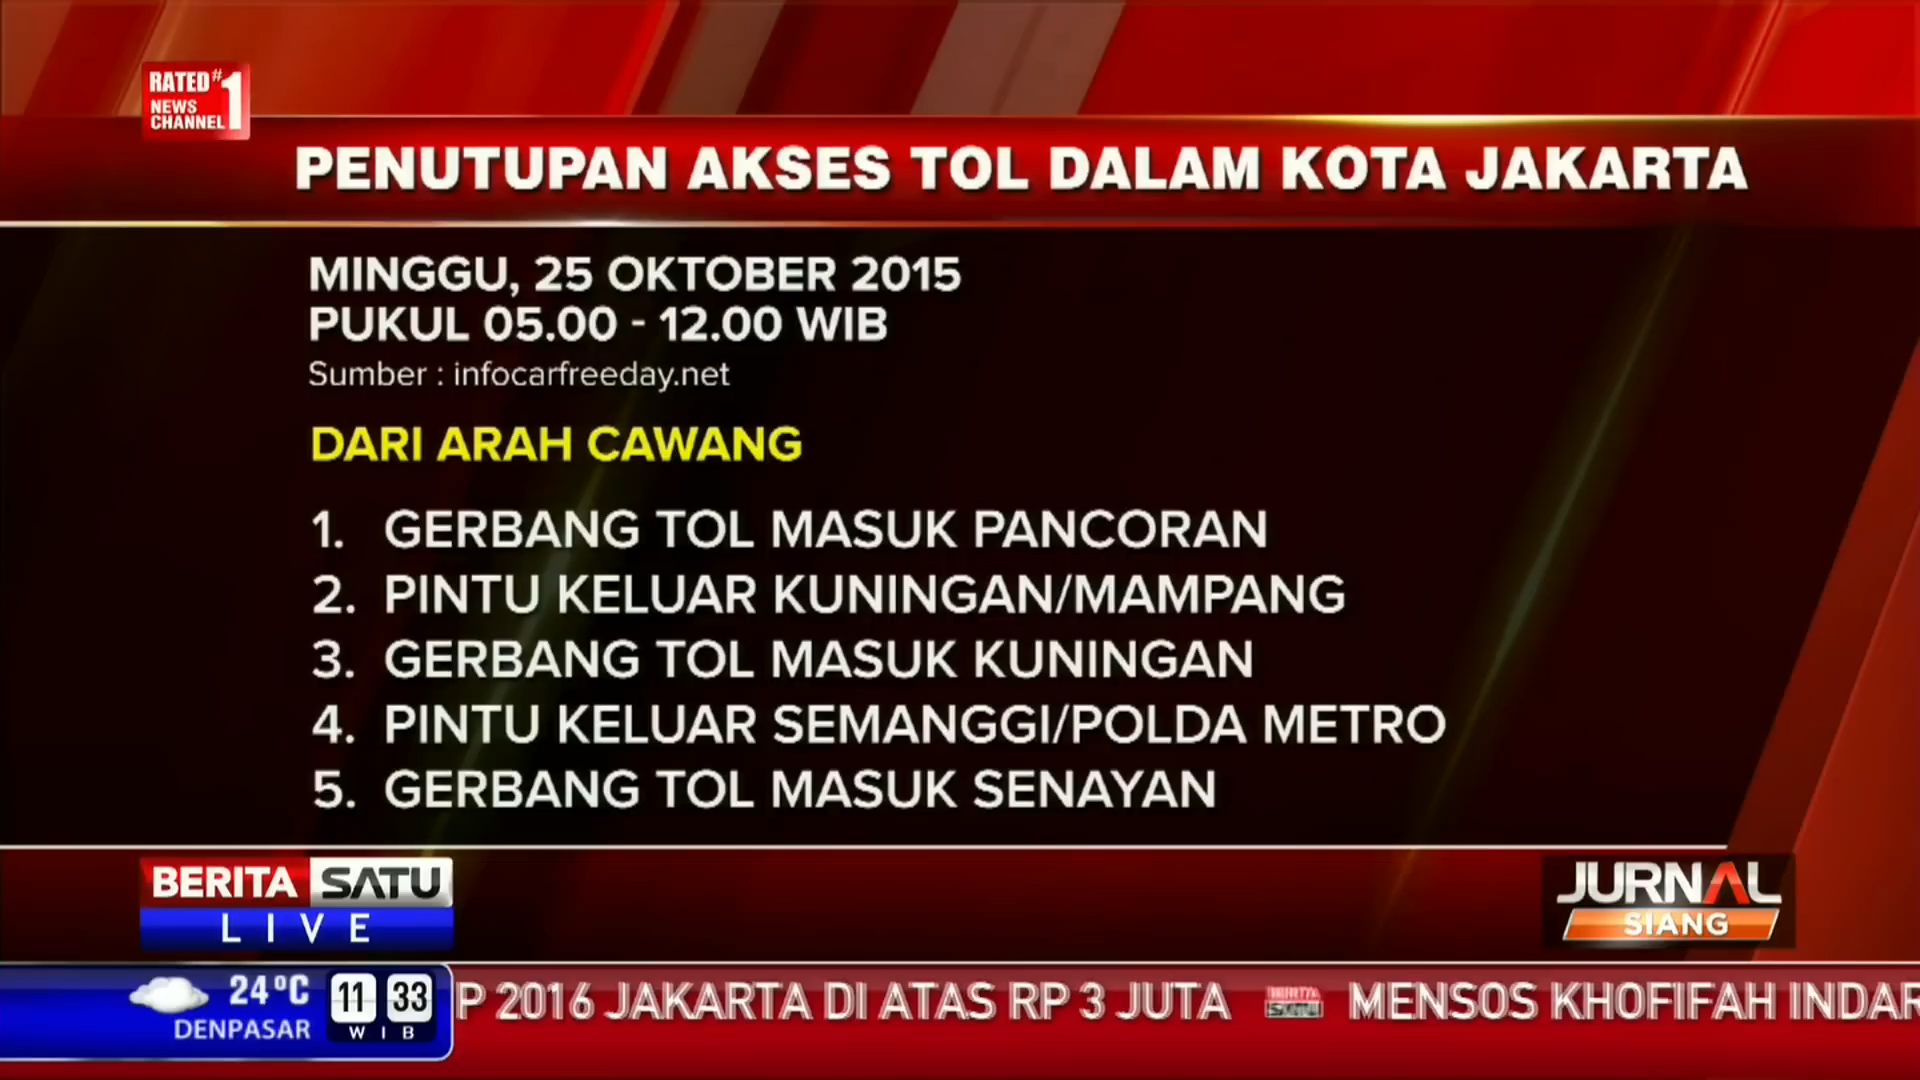 RATED #1
NEWS
CHANNEL
PENUTUPAN AKSES TOL DALAM KOTA JAKARTA
MINGGU, 25 OKTOBER 2015
PUKUL 05.00 - 12.00 WIB
Sumber : infocarfreeday.net
DARI ARAH CAWANG
1. GERBANG TOL MASUK PANCORAN
2. PINTU KELUAR KUNINGAN/MAMPANG
3. GERBANG TOL MASUK KUNINGAN
4. PINTU KELUAR SEMANGGI/POLDA METRO
5. GERBANG TOL MASUK SENAYAN
BERITA SATU
LIVE
JURNAL
SIANG
24°C
DENPASAR
11 33
WIB
P 2016 JAKARTA DI ATAS RP 3 JUTA BERITA SATU MENSOS KHOFIFAH INDAR